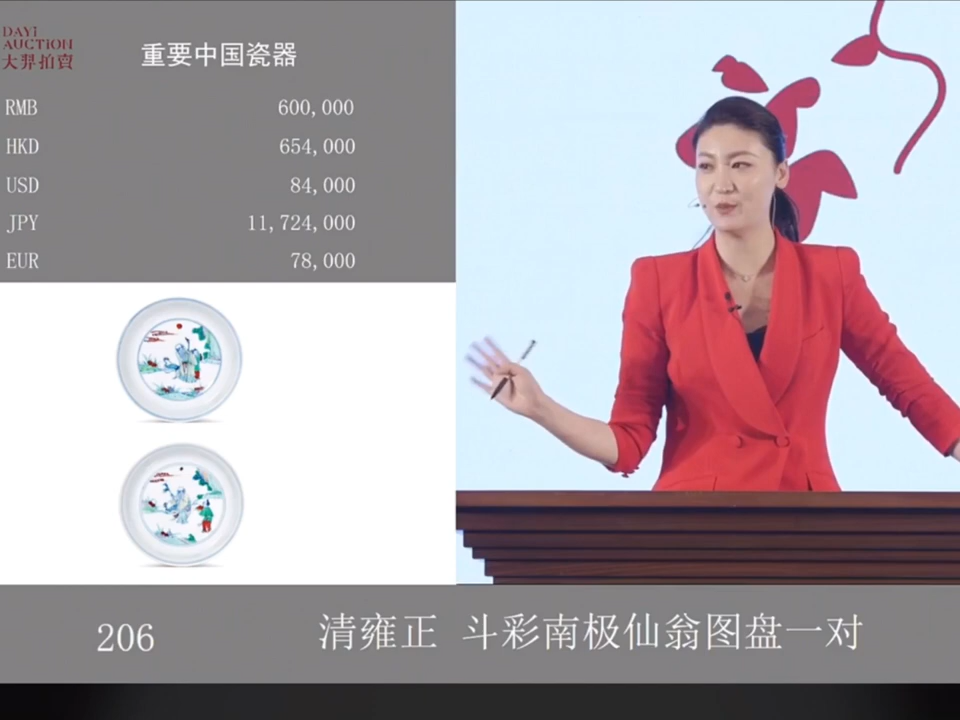 DAYI
AUCTION
大羿拍賣
重要中国瓷器
RMB 600,000
HKD 654,000
USD 84,000
JPY 11,724,000
EUR 78,000
206 清雍正 斗彩南极仙翁图盘一对